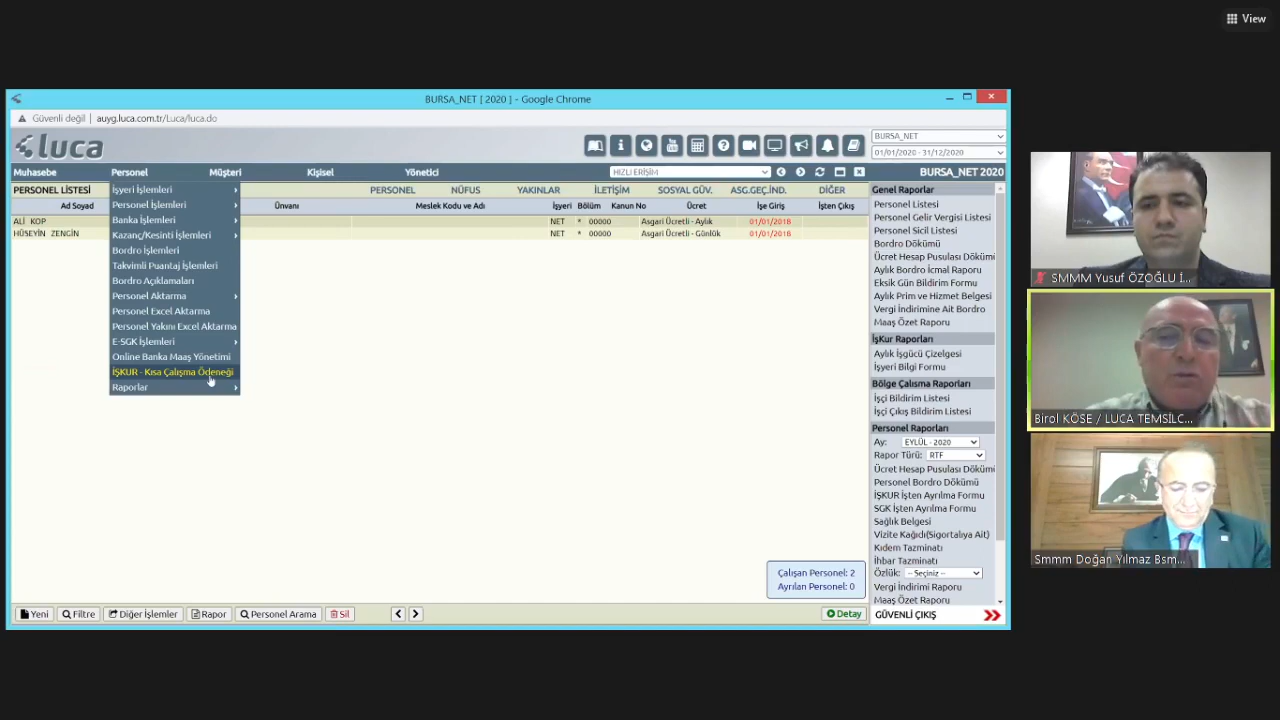 View
BURSA_NET [ 2020 ] - Google Chrome
Güvenli değil | auyg.luca.com.tr/Luca/luca.do
luca
BURSA_NET
01/01/2020 - 31/12/2020
Muhasebe Personel Müşteri Kişisel Yönetici HIZLI ERİŞİM BURSA_NET 2020
PERSONEL LİSTESİ PERSONEL NÜFUS YAKINLAR İLETİŞİM SOSYAL GÜV. ASG.GEÇ.İND. DİĞER
Ad Soyad Ünvanı Meslek Kodu ve Adı İşyeri Bölüm Kanun No Ücret İşe Giriş İşten Çıkış
ALİ KOP NET * 00000 Asgari Ücretli - Aylık 01/01/2018
HÜSEYİN ZENGİN NET * 00000 Asgari Ücretli - Günlük 01/01/2018
İşyeri İşlemleri
Personel İşlemleri
Banka İşlemleri
Kazanç/Kesinti İşlemleri
Bordro İşlemleri
Takvimli Puantaj İşlemleri
Bordro Açıklamaları
Personel Aktarma
Personel Excel Aktarma
Personel Yakını Excel Aktarma
E-SGK İşlemleri
Online Banka Maaş Yönetimi
İŞKUR - Kısa Çalışma Ödeneği
Raporlar
Genel Raporlar
Personel Listesi
Personel Gelir Vergisi Listesi
Personel Sicil Listesi
Bordro Dökümü
Ücret Hesap Pusulası Dökümü
Aylık Bordro İcmal Raporu
Eksik Gün Bildirim Formu
Aylık Prim ve Hizmet Belgesi
Vergi İndirimine Ait Bordro
Maaş Özet Raporu
İşKur Raporları
Aylık İşgücü Çizelgesi
İşyeri Bilgi Formu
Bölge Çalışma Raporları
İşçi Bildirim Listesi
İşçi Çıkış Bildirim Listesi
Personel Raporları
Ay: EYLÜL - 2020
Rapor Türü: RTF
Ücret Hesap Pusulası Dökümü
Personel Bordro Dökümü
İŞKUR İşten Ayrılma Formu
SGK İşten Ayrılma Formu
Sağlık Belgesi
Vizite Kağıdı(Sigortalıya Ait)
Kıdem Tazminatı
İhbar Tazminatı
Özlük: -- Seçiniz --
Vergi İndirimi Raporu
Maaş Özet Raporu
GÜVENLİ ÇIKIŞ
Çalışan Personel: 2
Ayrılan Personel: 0
Yeni Filtre Diğer İşlemler Rapor Personel Arama Sil Detay
SMMM Yusuf ÖZOĞLU İ...
Birol KÖSE / LUCA TEMSİLC...
Smmm Doğan Yılmaz Bsm...